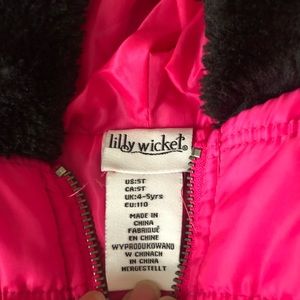 lilly wicket®
US:5T
CA:5T
UK:4-5yrs
EU:110
MADE IN
CHINA
FABRIQUÉ
EN CHINE
WYPRODUKOWANO
W CHINACH
IN CHINA
HERGESTELLT